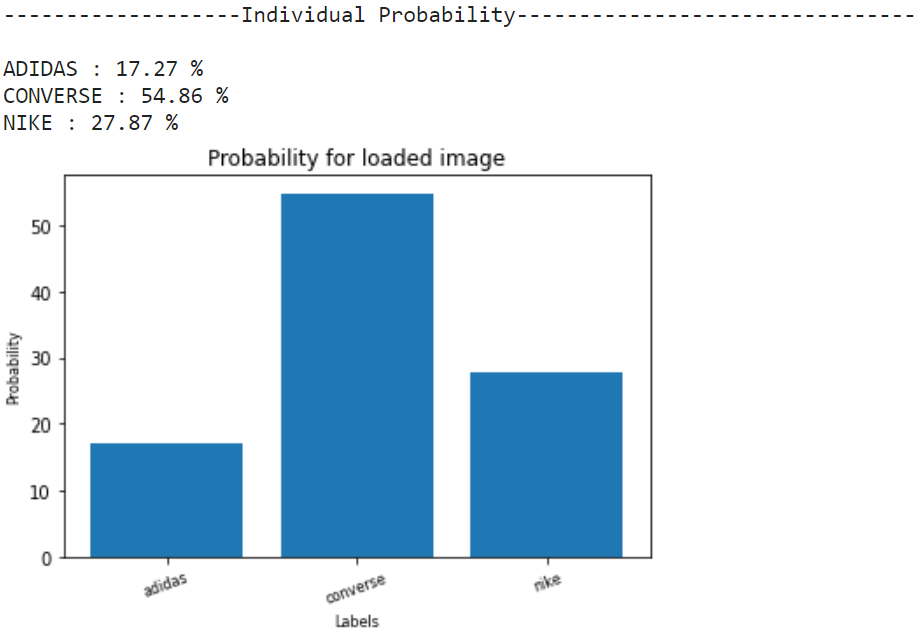 -------------------Individual Probability--------------------------------
ADIDAS : 17.27 %
CONVERSE : 54.86 %
NIKE : 27.87 %
Probability for loaded image
50
40
30
20
10
0
Probability
adidas
converse
nike
Labels